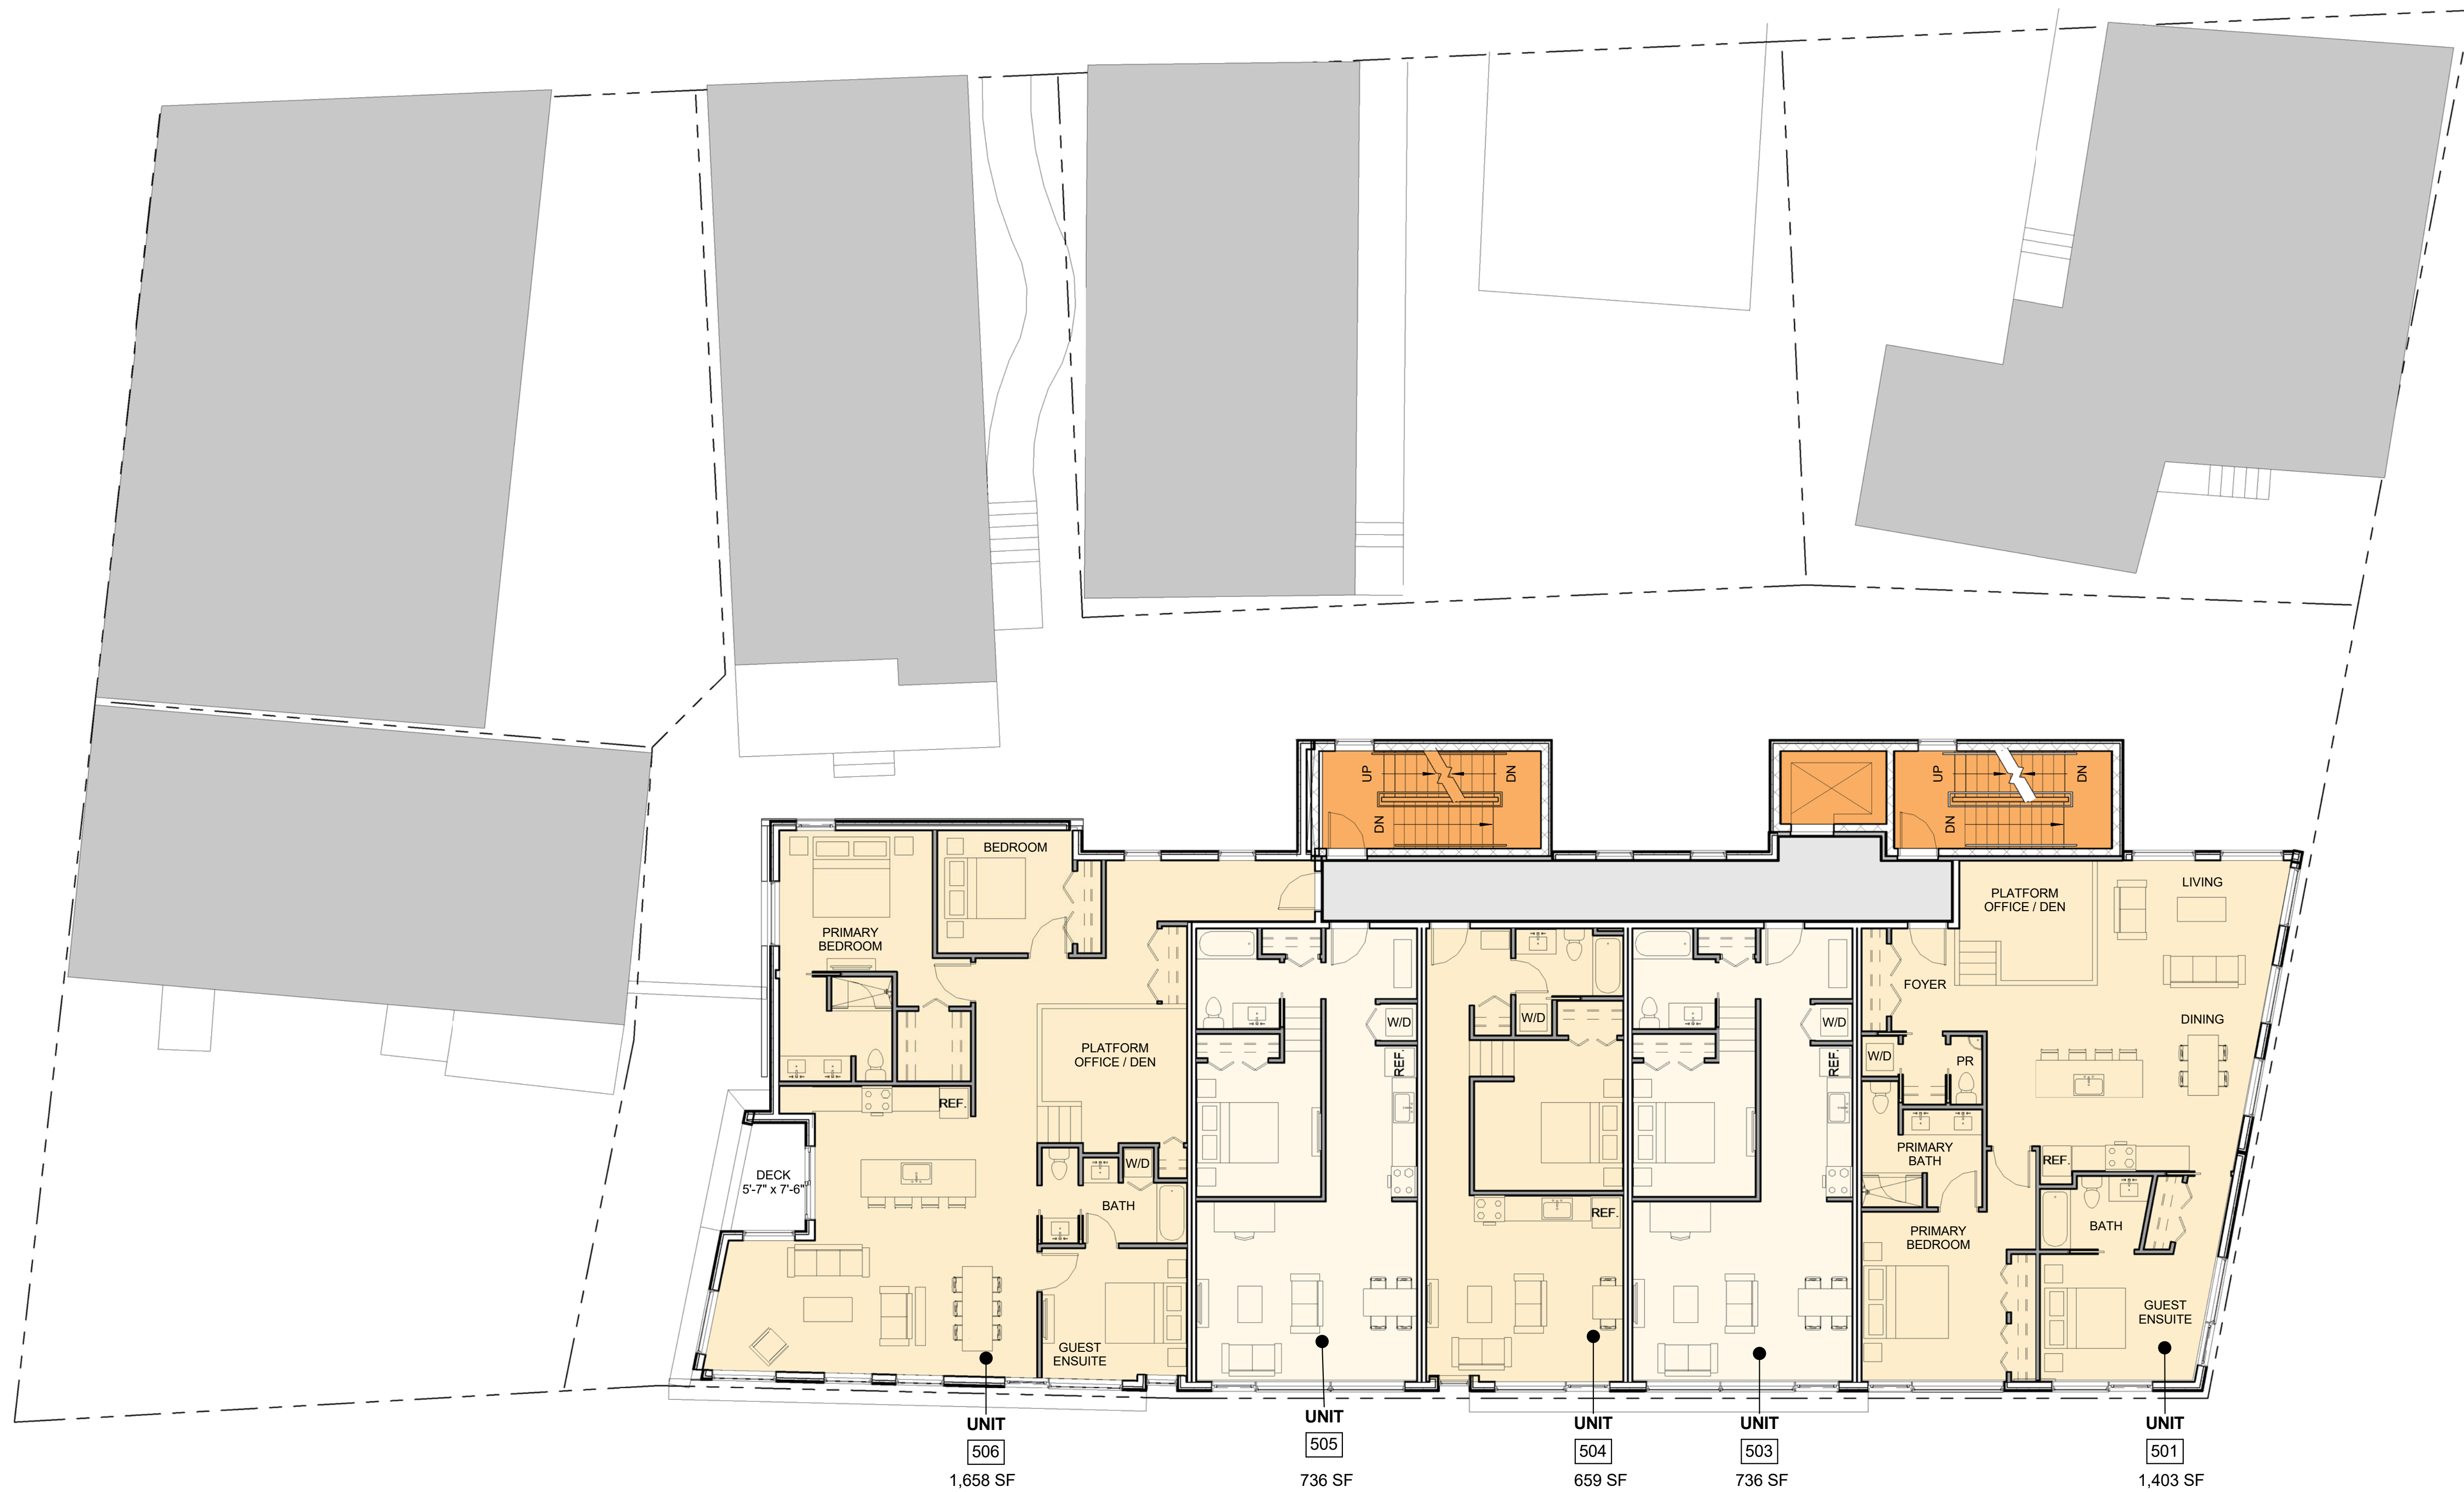 UP
DN
DN
UP
DN
DN
BEDROOM
PRIMARY
BEDROOM
PLATFORM
OFFICE / DEN
LIVING
FOYER
DINING
W/D
W/D
W/D
W/D
PR
REF.
REF.
REF.
PLATFORM
OFFICE / DEN
W/D
DECK
5'-7" x 7'-6"
BATH
REF.
PRIMARY
BATH
REF.
BATH
PRIMARY
BEDROOM
GUEST
ENSUITE
GUEST
ENSUITE
UNIT
506
1,658 SF
UNIT
505
736 SF
UNIT
504
659 SF
UNIT
503
736 SF
UNIT
501
1,403 SF